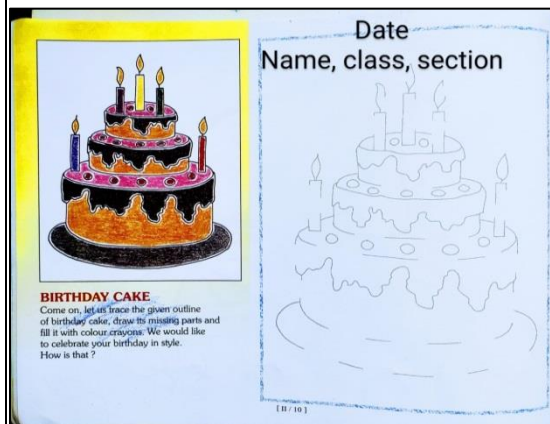 Date
Name, class, section
BIRTHDAY CAKE
Come on, let us trace the given outline
of birthday cake, draw its missing parts and
fill it with colour crayons. We would like
to celebrate your birthday in style.
How is that ?
[ II / 10 ]